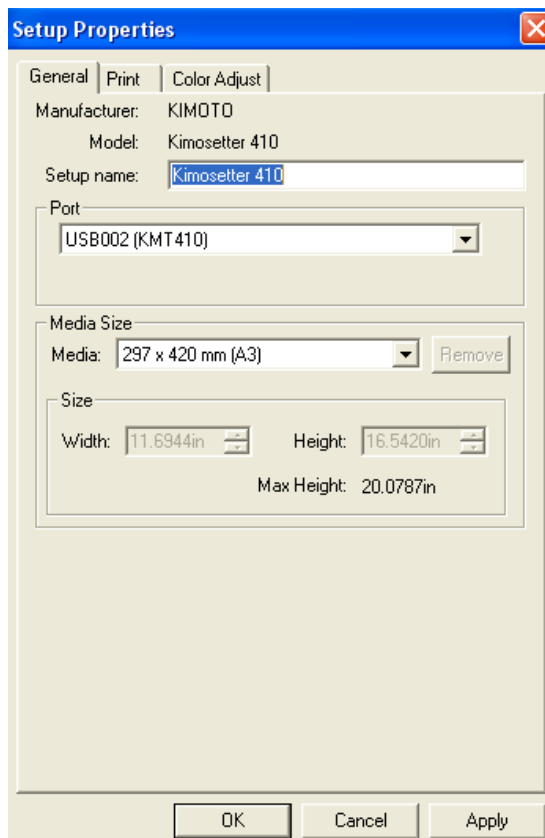 Setup Properties
General Print Color Adjust
Manufacturer: KIMOTO
Model: Kimosetter 410
Setup name: Kimosetter 410
Port
USB002 (KMT410)
Media Size
Media: 297 x 420 mm (A3) Remove
Size
Width: 11.6944in Height: 16.5420in
Max Height: 20.0787in
OK Cancel Apply